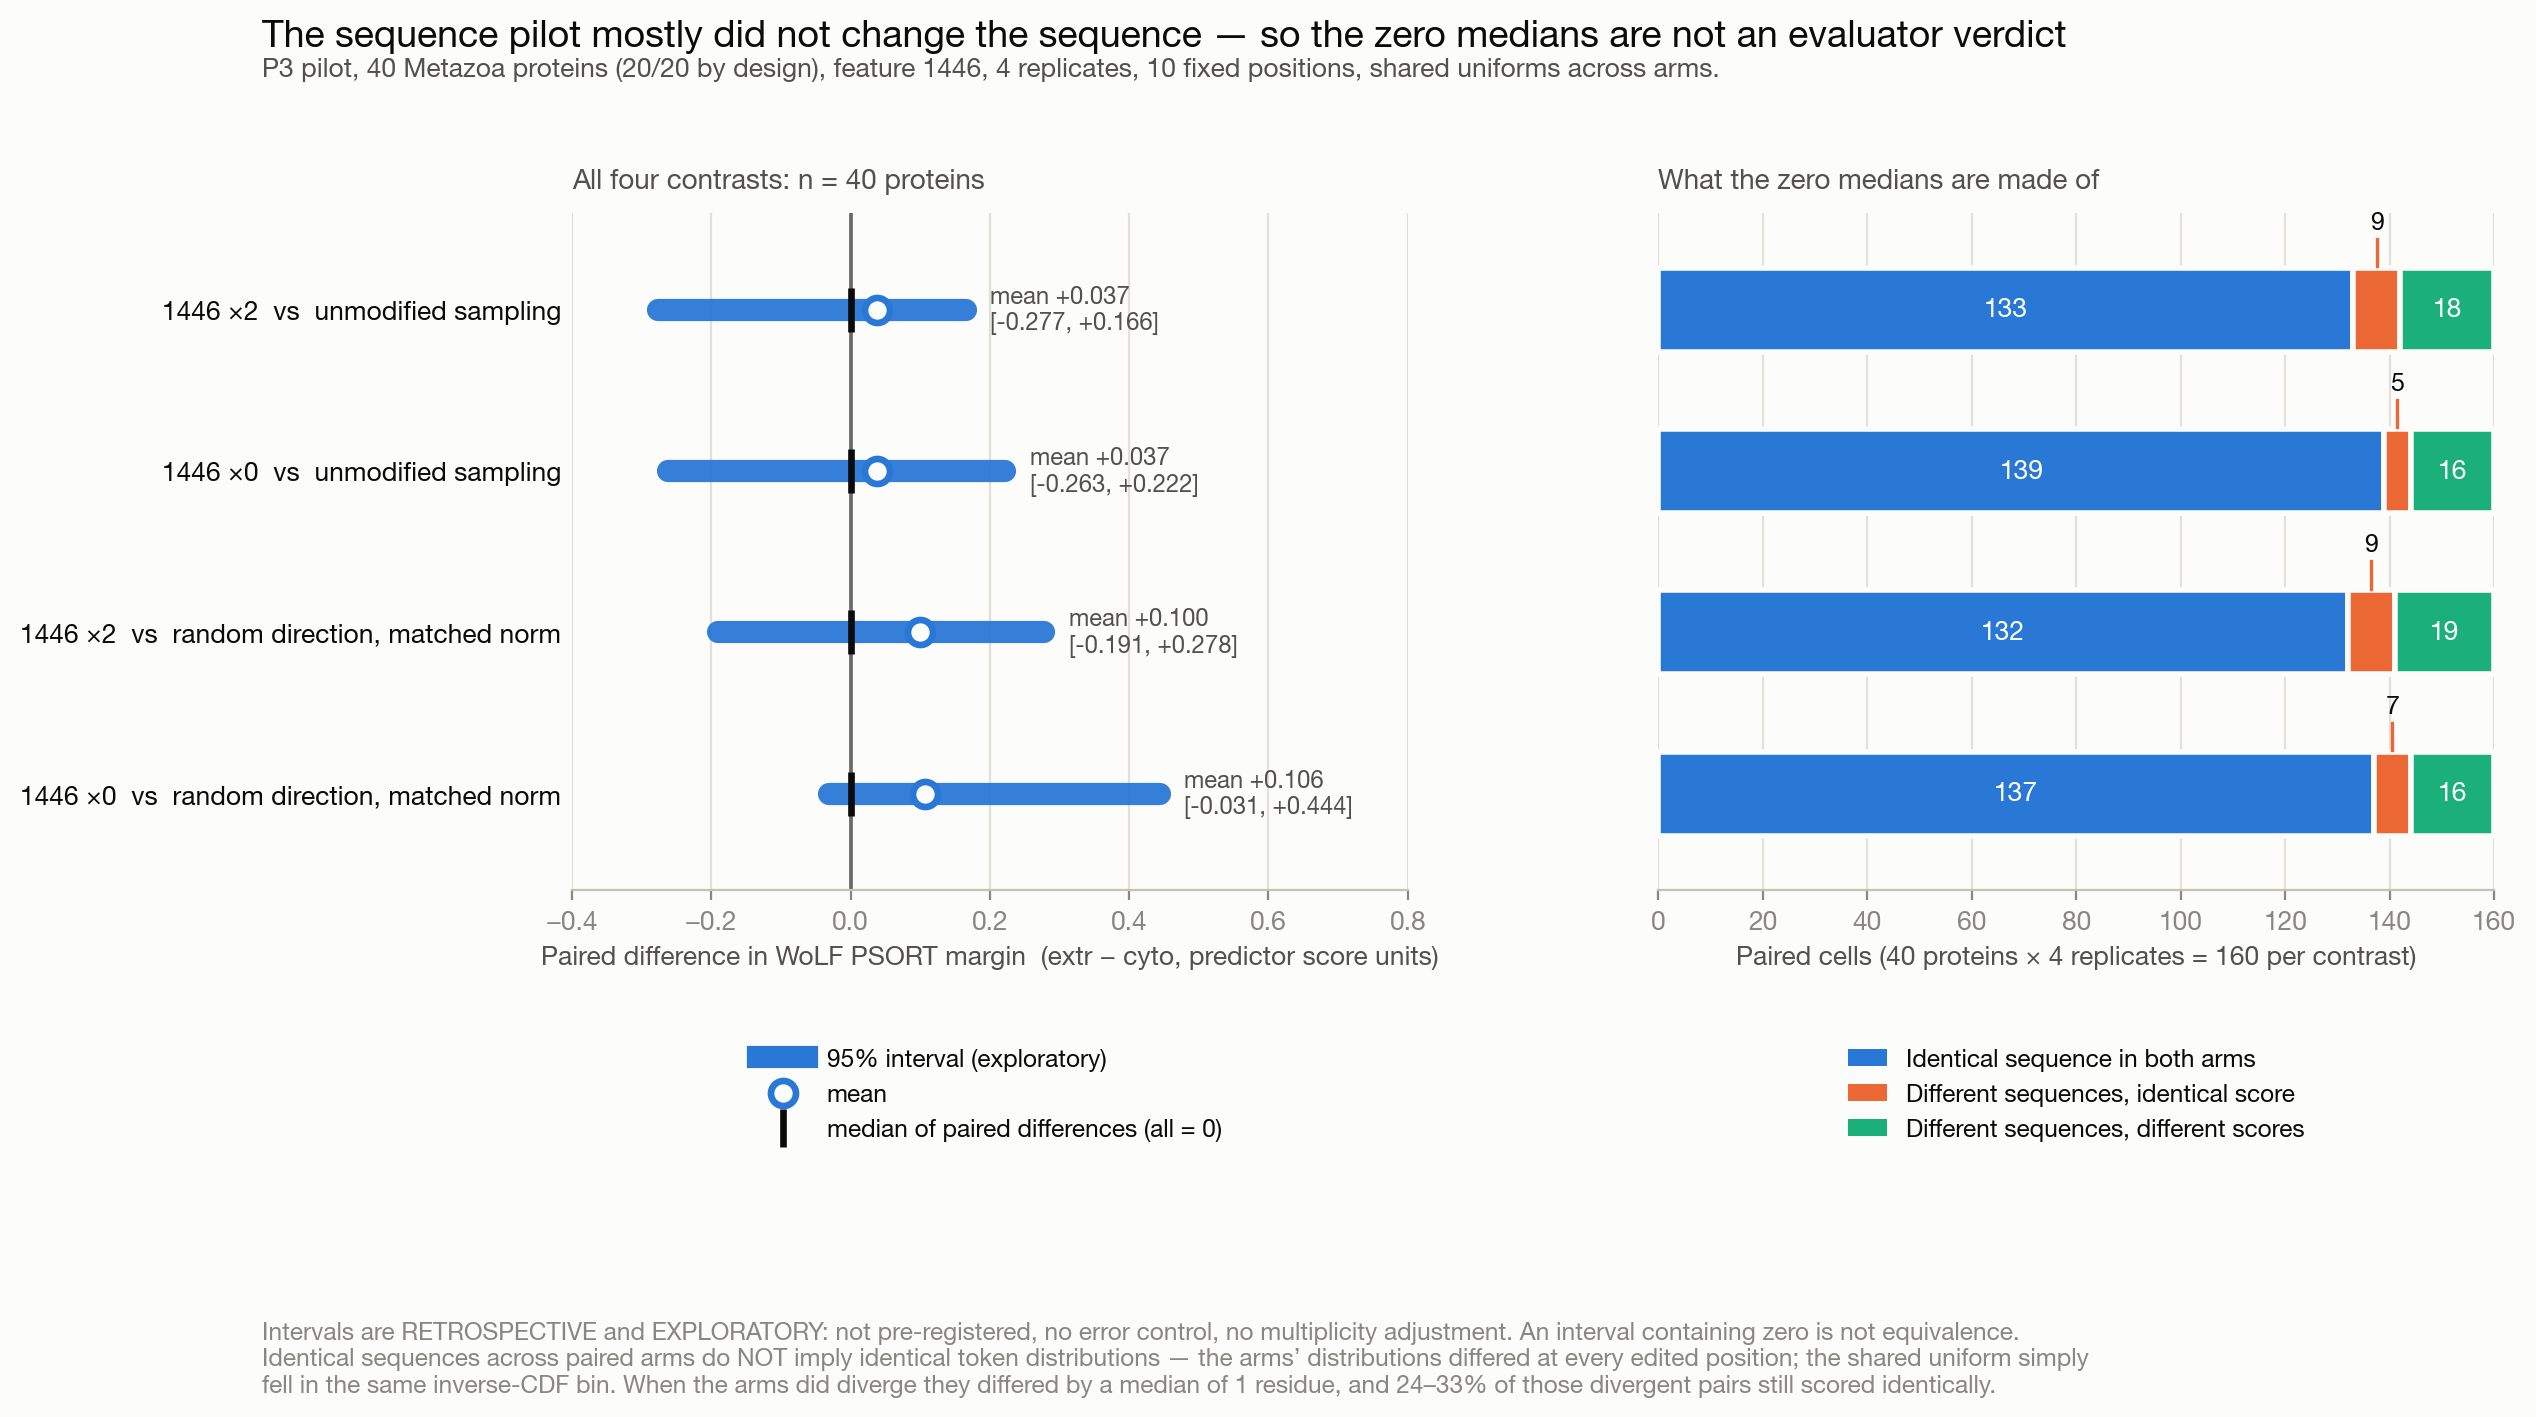 The sequence pilot mostly did not change the sequence — so the zero medians are not an evaluator verdict
P3 pilot, 40 Metazoa proteins (20/20 by design), feature 1446, 4 replicates, 10 fixed positions, shared uniforms across arms.
All four contrasts: n = 40 proteins
1446 ×2 vs unmodified sampling
mean +0.037
[-0.277, +0.166]
1446 ×0 vs unmodified sampling
mean +0.037
[-0.263, +0.222]
1446 ×2 vs random direction, matched norm
mean +0.100
[-0.191, +0.278]
1446 ×0 vs random direction, matched norm
mean +0.106
[-0.031, +0.444]
−0.4 −0.2 0.0 0.2 0.4 0.6 0.8
Paired difference in WoLF PSORT margin (extr − cyto, predictor score units)
95% interval (exploratory)
mean
median of paired differences (all = 0)
What the zero medians are made of
9
133 18
5
139 16
9
132 19
7
137 16
0 20 40 60 80 100 120 140 160
Paired cells (40 proteins × 4 replicates = 160 per contrast)
Identical sequence in both arms
Different sequences, identical score
Different sequences, different scores
Intervals are RETROSPECTIVE and EXPLORATORY: not pre-registered, no error control, no multiplicity adjustment. An interval containing zero is not equivalence.
Identical sequences across paired arms do NOT imply identical token distributions — the arms’ distributions differed at every edited position; the shared uniform simply
fell in the same inverse-CDF bin. When the arms did diverge they differed by a median of 1 residue, and 24–33% of those divergent pairs still scored identically.